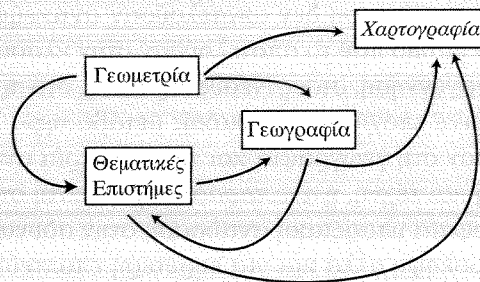 Χαρτογραφία
Γεωμετρία
Γεωγραφία
Θεματικές
Επιστήμες